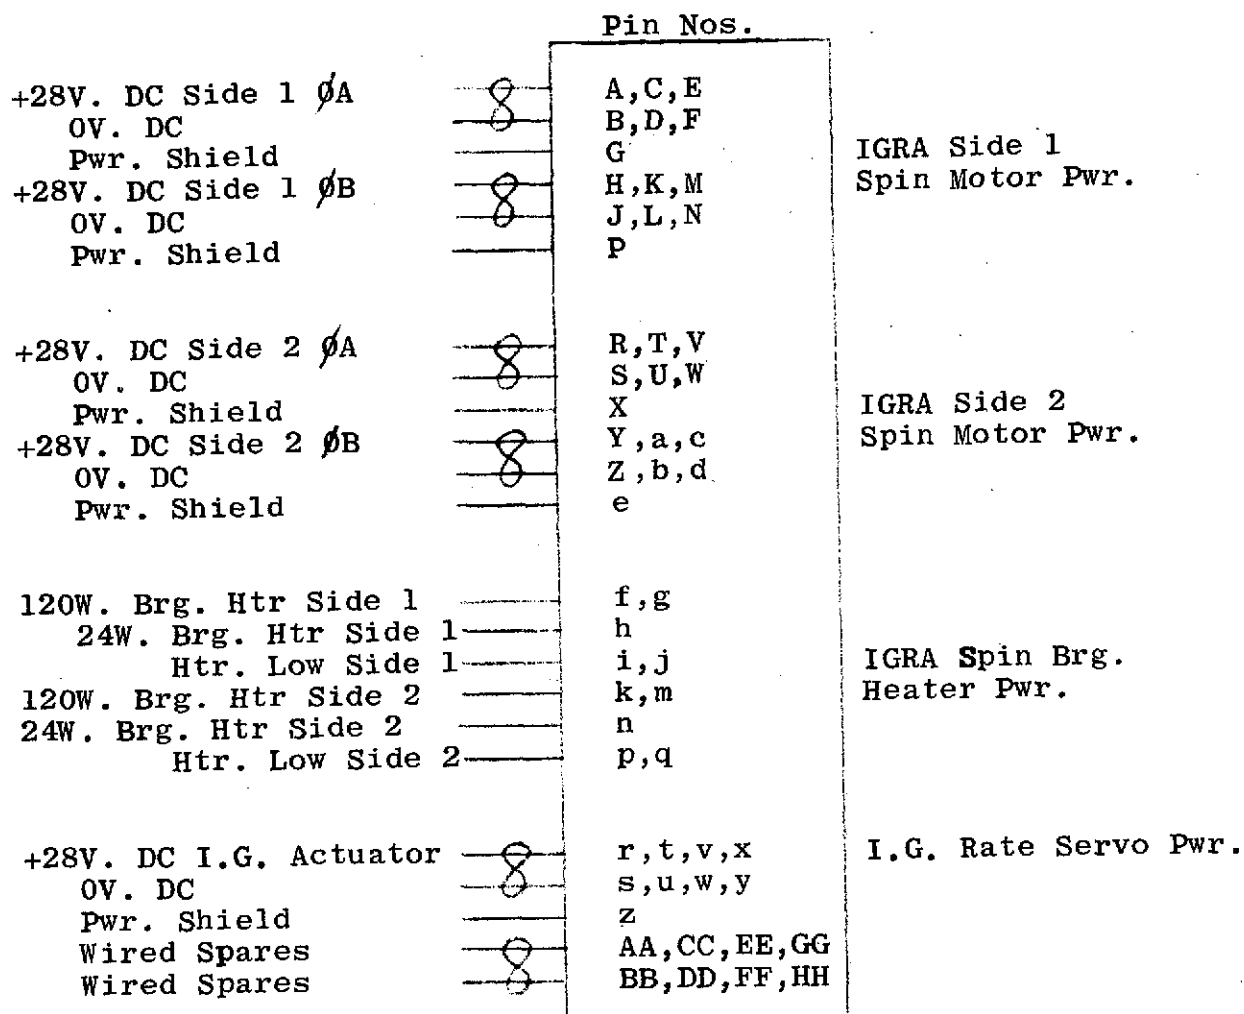 Pin Nos.
+28V. DC Side 1 ØA A,C,E
0V. DC B,D,F
Pwr. Shield G IGRA Side 1
+28V. DC Side 1 ØB H,K,M Spin Motor Pwr.
0V. DC J,L,N
Pwr. Shield P
+28V. DC Side 2 ØA R,T,V
0V. DC S,U,W
Pwr. Shield X IGRA Side 2
+28V. DC Side 2 ØB Y,a,c Spin Motor Pwr.
0V. DC Z,b,d
Pwr. Shield e
120W. Brg. Htr Side 1 f,g
24W. Brg. Htr Side 1 h
Htr. Low Side 1 i,j IGRA Spin Brg.
120W. Brg. Htr Side 2 k,m Heater Pwr.
24W. Brg. Htr Side 2 n
Htr. Low Side 2 p,q
+28V. DC I.G. Actuator r,t,v,x I.G. Rate Servo Pwr.
0V. DC s,u,w,y
Pwr. Shield z
Wired Spares AA,CC,EE,GG
Wired Spares BB,DD,FF,HH